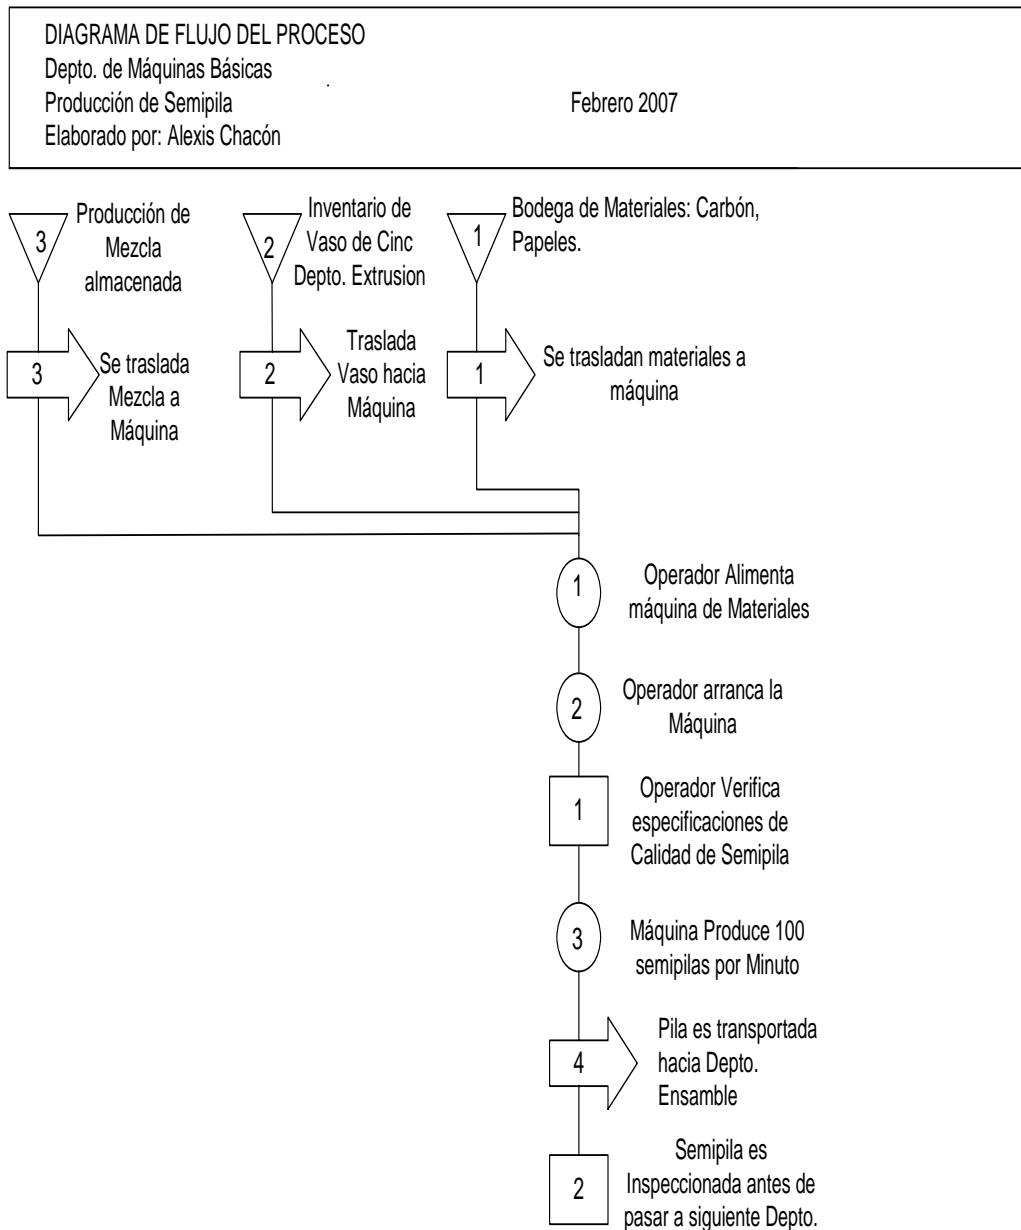 DIAGRAMA DE FLUJO DEL PROCESO
Depto. de Máquinas Básicas
Producción de Semipila
Febrero 2007
Elaborado por: Alexis Chacón
3
Producción de
Mezcla
almacenada
2
Inventario de
Vaso de Cinc
Depto. Extrusion
1
Bodega de Materiales: Carbón,
Papeles.
3
Se traslada
Mezcla a
Máquina
2
Traslada
Vaso hacia
Máquina
1
Se trasladan materiales a
máquina
1
Operador Alimenta
máquina de Materiales
2
Operador arranca la
Máquina
1
Operador Verifica
especificaciones de
Calidad de Semipila
3
Máquina Produce 100
semipilas por Minuto
4
Pila es transportada
hacia Depto.
Ensamble
2
Semipila es
Inspeccionada antes de
pasar a siguiente Depto.